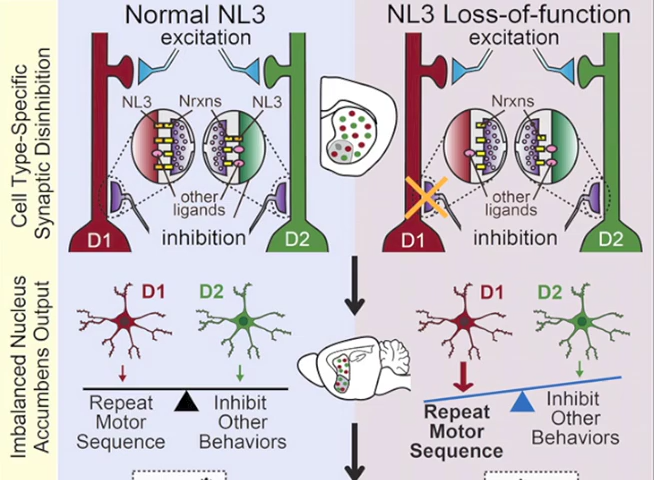 Normal NL3
NL3 Loss-of-function
Cell Type-Specific
Synaptic Disinhibition
excitation
NL3 Nrxns NL3
other
ligands
inhibition
D1
D2
excitation
Nrxns
other
ligands
inhibition
D1
D2
Imbalanced Nucleus
Accumbens Output
D1 D2
Repeat
Motor
Sequence
Inhibit
Other
Behaviors
D1 D2
Repeat
Motor
Sequence
Inhibit
Other
Behaviors